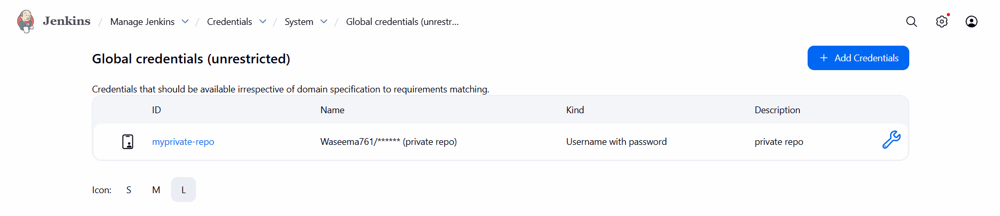 Jenkins / Manage Jenkins / Credentials / System / Global credentials (unrestr...
Global credentials (unrestricted)
+ Add Credentials
Credentials that should be available irrespective of domain specification to requirements matching.
ID Name Kind Description
myprivate-repo Waseema761/****** (private repo) Username with password private repo
Icon: S M L